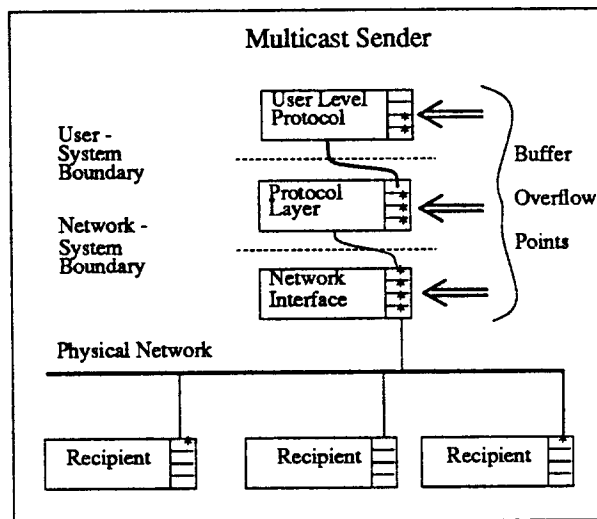 Multicast Sender
User Level
Protocol
User -
System
Boundary
Buffer
Protocol
Layer
Overflow
Network -
System
Boundary
Points
Network
Interface
Physical Network
Recipient
Recipient
Recipient